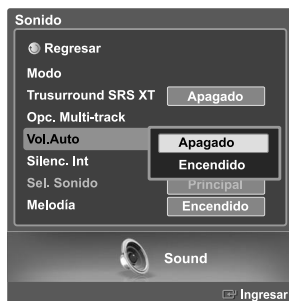 Sonido
Regresar
Modo
Trusurround SRS XT Apagado
Opc. Multi-track
Vol.Auto Apagado
Encendido
Silenc. Int
Sel. Sonido Principal
Melodía Encendido
Sound
Ingresar